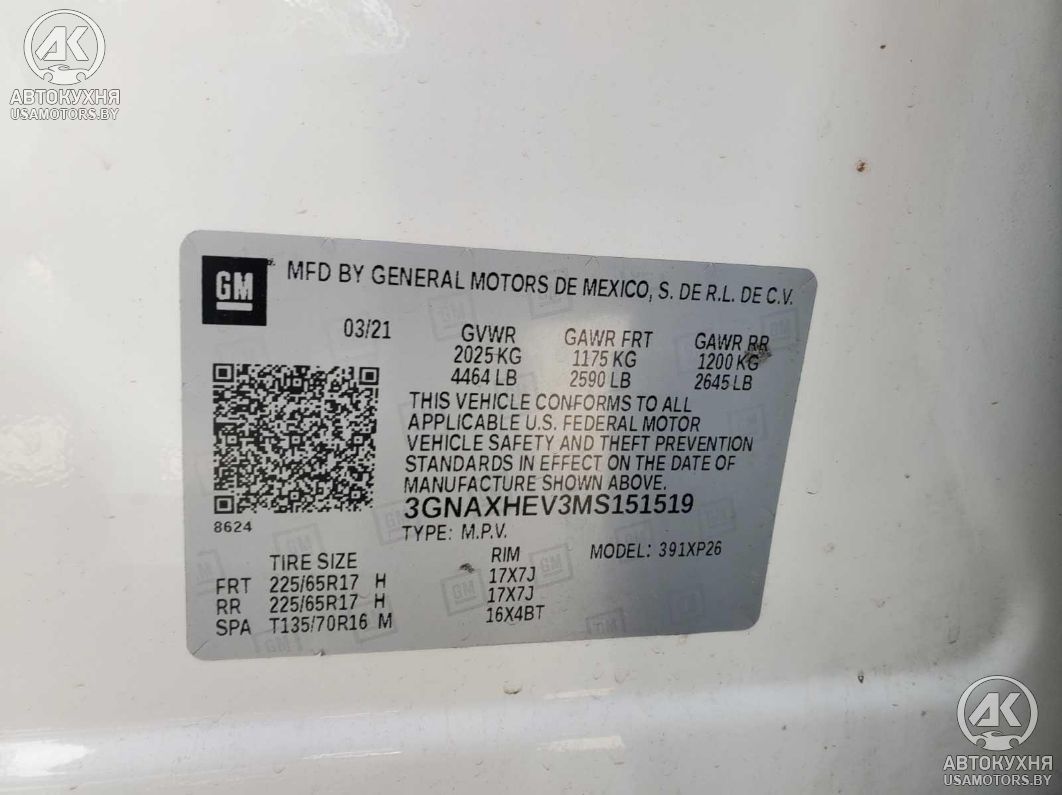 AK
АВТОКУХНЯ
USAMOTORS.BY
GM MFD BY GENERAL MOTORS DE MEXICO, S. DE R.L. DE C.V.
03/21 GVWR GAWR FRT GAWR RR
2025 KG 1175 KG 1200 KG
4464 LB 2590 LB 2645 LB
THIS VEHICLE CONFORMS TO ALL
APPLICABLE U.S. FEDERAL MOTOR
VEHICLE SAFETY AND THEFT PREVENTION
STANDARDS IN EFFECT ON THE DATE OF
MANUFACTURE SHOWN ABOVE.
3GNAXHEV3MS151519
8624
TYPE: M.P.V.
TIRE SIZE RIM MODEL: 391XP26
FRT 225/65R17 H 17X7J
RR 225/65R17 H 17X7J
SPA T135/70R16 M 16X4BT
AK
АВТОКУХНЯ
USAMOTORS.BY